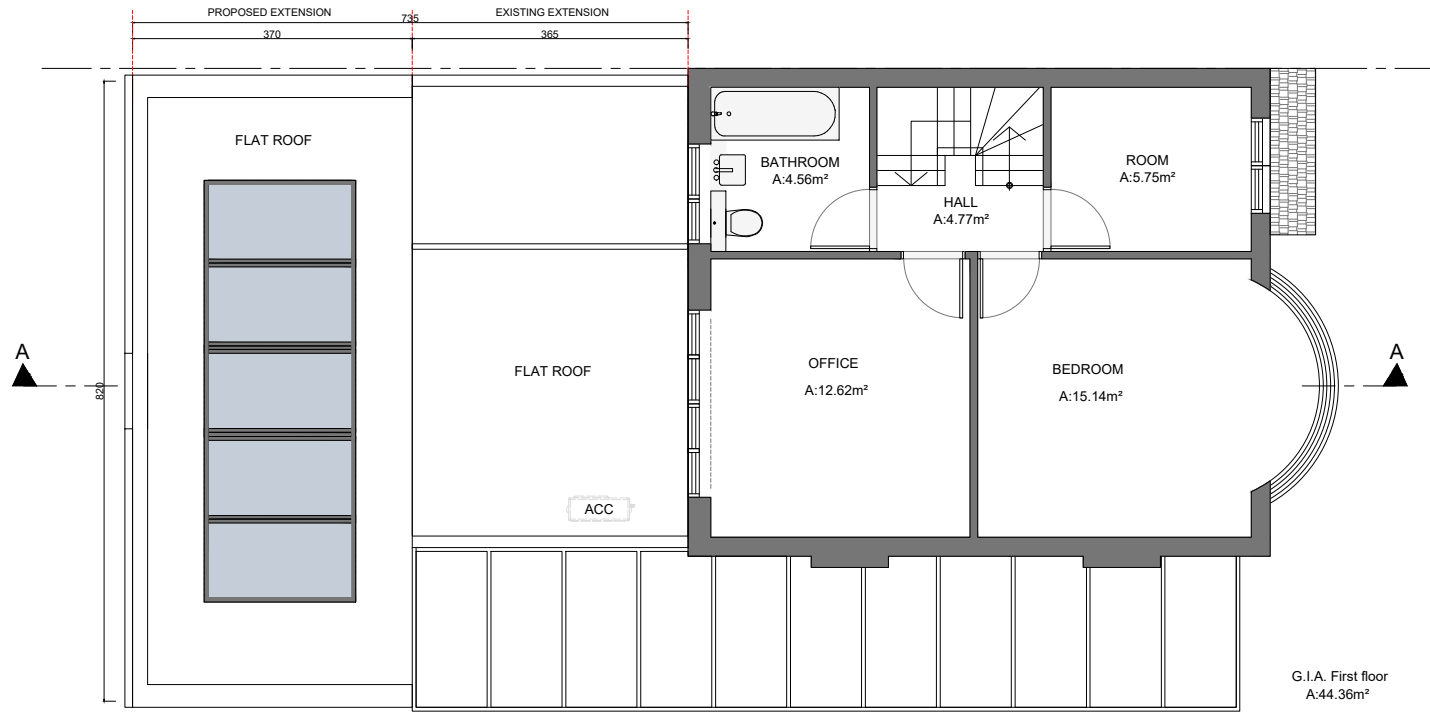 PROPOSED EXTENSION
EXISTING EXTENSION
735
370
365
FLAT ROOF
BATHROOM
A:4.56m²
HALL
A:4.77m²
ROOM
A:5.75m²
A
820
FLAT ROOF
OFFICE
A:12.62m²
BEDROOM
A:15.14m²
A
ACC
G.I.A. First floor
A:44.36m²